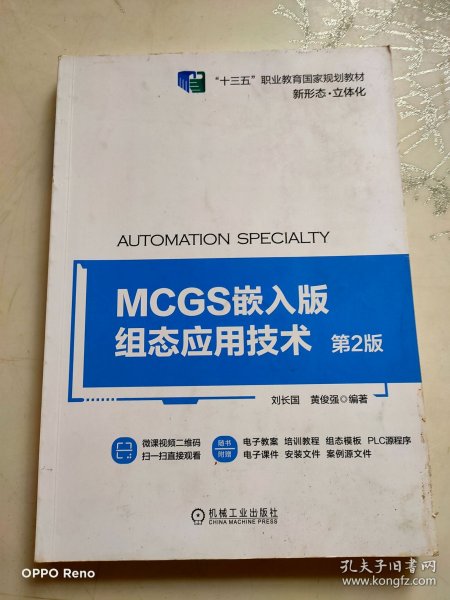 “十三五”职业教育国家规划教材
新形态·立体化
AUTOMATION SPECIALTY
MCGS嵌入版
组态应用技术 第2版
刘长国 黄俊强◎编著
微课视频二维码
扫一扫直接观看
随书
附赠
电子教案 培训教程 组态模板 PLC源程序
电子课件 安装文件 案例源文件
机械工业出版社
CHINA MACHINE PRESS
OPPO Reno
孔夫子旧书网
www.kongfz.com